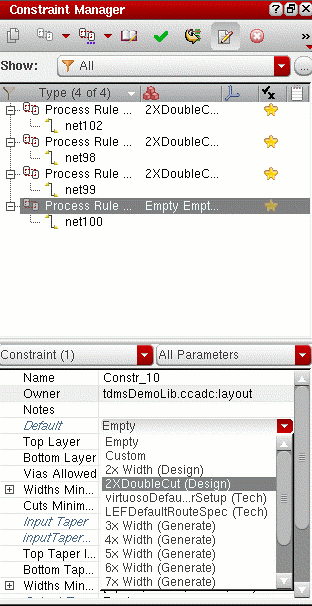 Constraint Manager
Show: All
Type (4 of 4)
Process Rule ... 2XDoubleC...
net102
Process Rule ... 2XDoubleC...
net98
Process Rule ... 2XDoubleC...
net99
Process Rule ... Empty Empt...
net100
Constraint (1) All Parameters
Name Constr_10
Owner tdmsDemoLib.ccadc:layout
Notes
Default Empty
Top Layer Empty
Bottom Layer Custom
Vias Allowed 2x Width (Design)
Widths Min... 2XDoubleCut (Design)
Cuts Minim... virtuosoDefau...rSetup (Tech)
Input Taper LEFDefaultRouteSpec (Tech)
inputTaper... 3x Width (Generate)
Output Taper 4x Width (Generate)
Top Taper l... 5x Width (Generate)
Bottom Tap... 6x Width (Generate)
Widths Min... 7x Width (Generate)